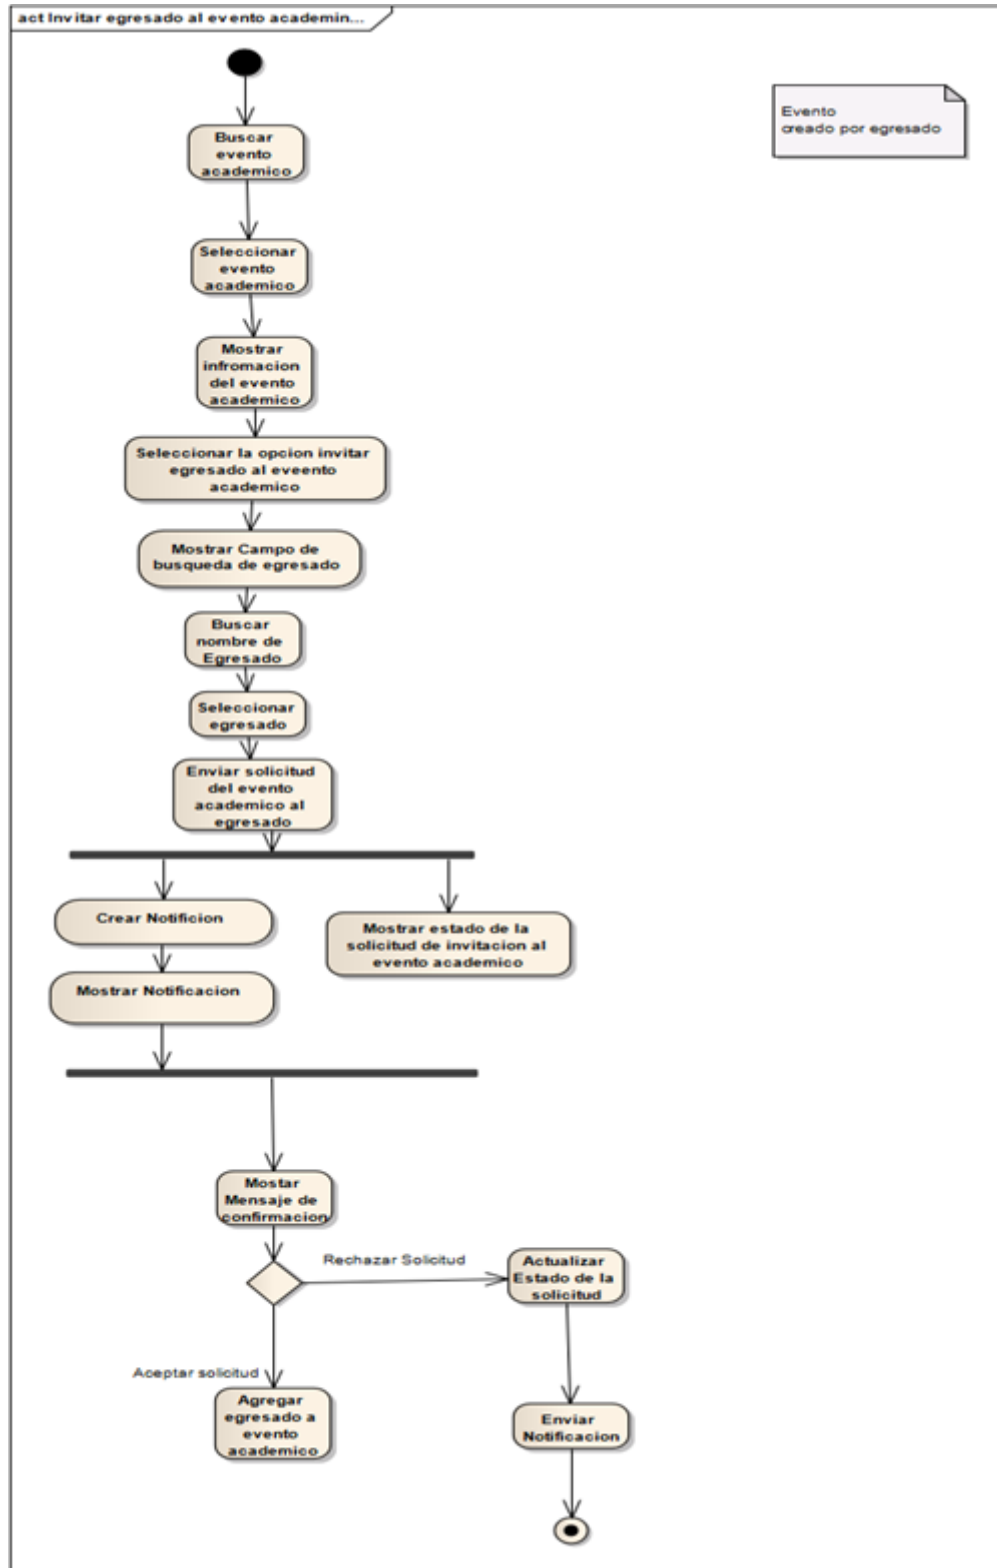 act Invitar egresado al evento academin...
Evento
creado por egresado
Buscar
evento
academico
Seleccionar
evento
academico
Mostrar
infromacion
del evento
academico
Seleccionar la opcion invitar
egresado al eveento
academico
Mostrar Campo de
busqueda de egresado
Buscar
nombre de
Egresado
Seleccionar
egresado
Enviar solicitud
del evento
academico al
egresado
Crear Notificion
Mostrar estado de la
solicitud de invitacion al
evento academico
Mostrar Notificacion
Mostar
Mensaje de
confirmacion
Rechazar Solicitud
Actualizar
Estado de la
solicitud
Aceptar solicitud
Agregar
egresado a
evento
academico
Enviar
Notificacion